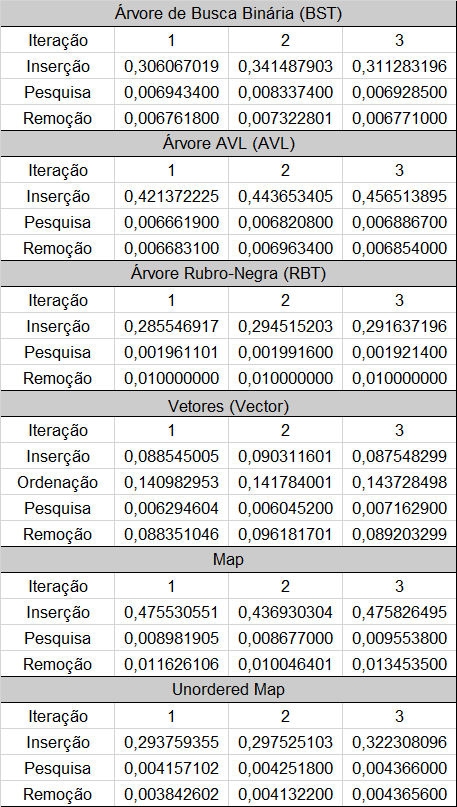 Árvore de Busca Binária (BST)
Iteração 1 2 3
Inserção 0,306067019 0,341487903 0,311283196
Pesquisa 0,006943400 0,008337400 0,006928500
Remoção 0,006761800 0,007322801 0,006771000
Árvore AVL (AVL)
Iteração 1 2 3
Inserção 0,421372225 0,443653405 0,456513895
Pesquisa 0,006661900 0,006820800 0,006886700
Remoção 0,006683100 0,006963400 0,006854000
Árvore Rubro-Negra (RBT)
Iteração 1 2 3
Inserção 0,285546917 0,294515203 0,291637196
Pesquisa 0,001961101 0,001991600 0,001921400
Remoção 0,010000000 0,010000000 0,010000000
Vetores (Vector)
Iteração 1 2 3
Inserção 0,088545005 0,090311601 0,087548299
Ordenação 0,140982953 0,141784001 0,143728498
Pesquisa 0,006294604 0,006045200 0,007162900
Remoção 0,088351046 0,096181701 0,089203299
Map
Iteração 1 2 3
Inserção 0,475530551 0,436930304 0,475826495
Pesquisa 0,008981905 0,008677000 0,009553800
Remoção 0,011626106 0,010046401 0,013453500
Unordered Map
Iteração 1 2 3
Inserção 0,293759355 0,297525103 0,322308096
Pesquisa 0,004157102 0,004251800 0,004366000
Remoção 0,003842602 0,004132200 0,004365600